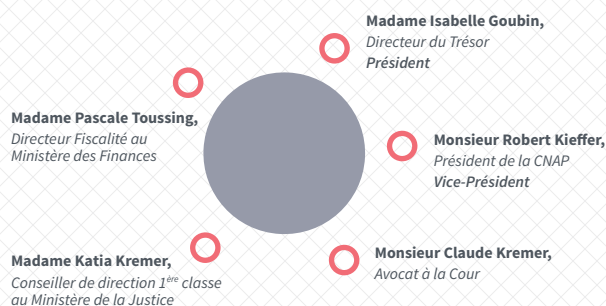 Madame Isabelle Goubin,
Directeur du Trésor
Président
Madame Pascale Toussing,
Directeur Fiscalité au
Ministère des Finances
Monsieur Robert Kieffer,
Président de la CNAP
Vice-Président
Madame Katia Kremer,
Conseiller de direction 1ère classe
au Ministère de la Justice
Monsieur Claude Kremer,
Avocat à la Cour